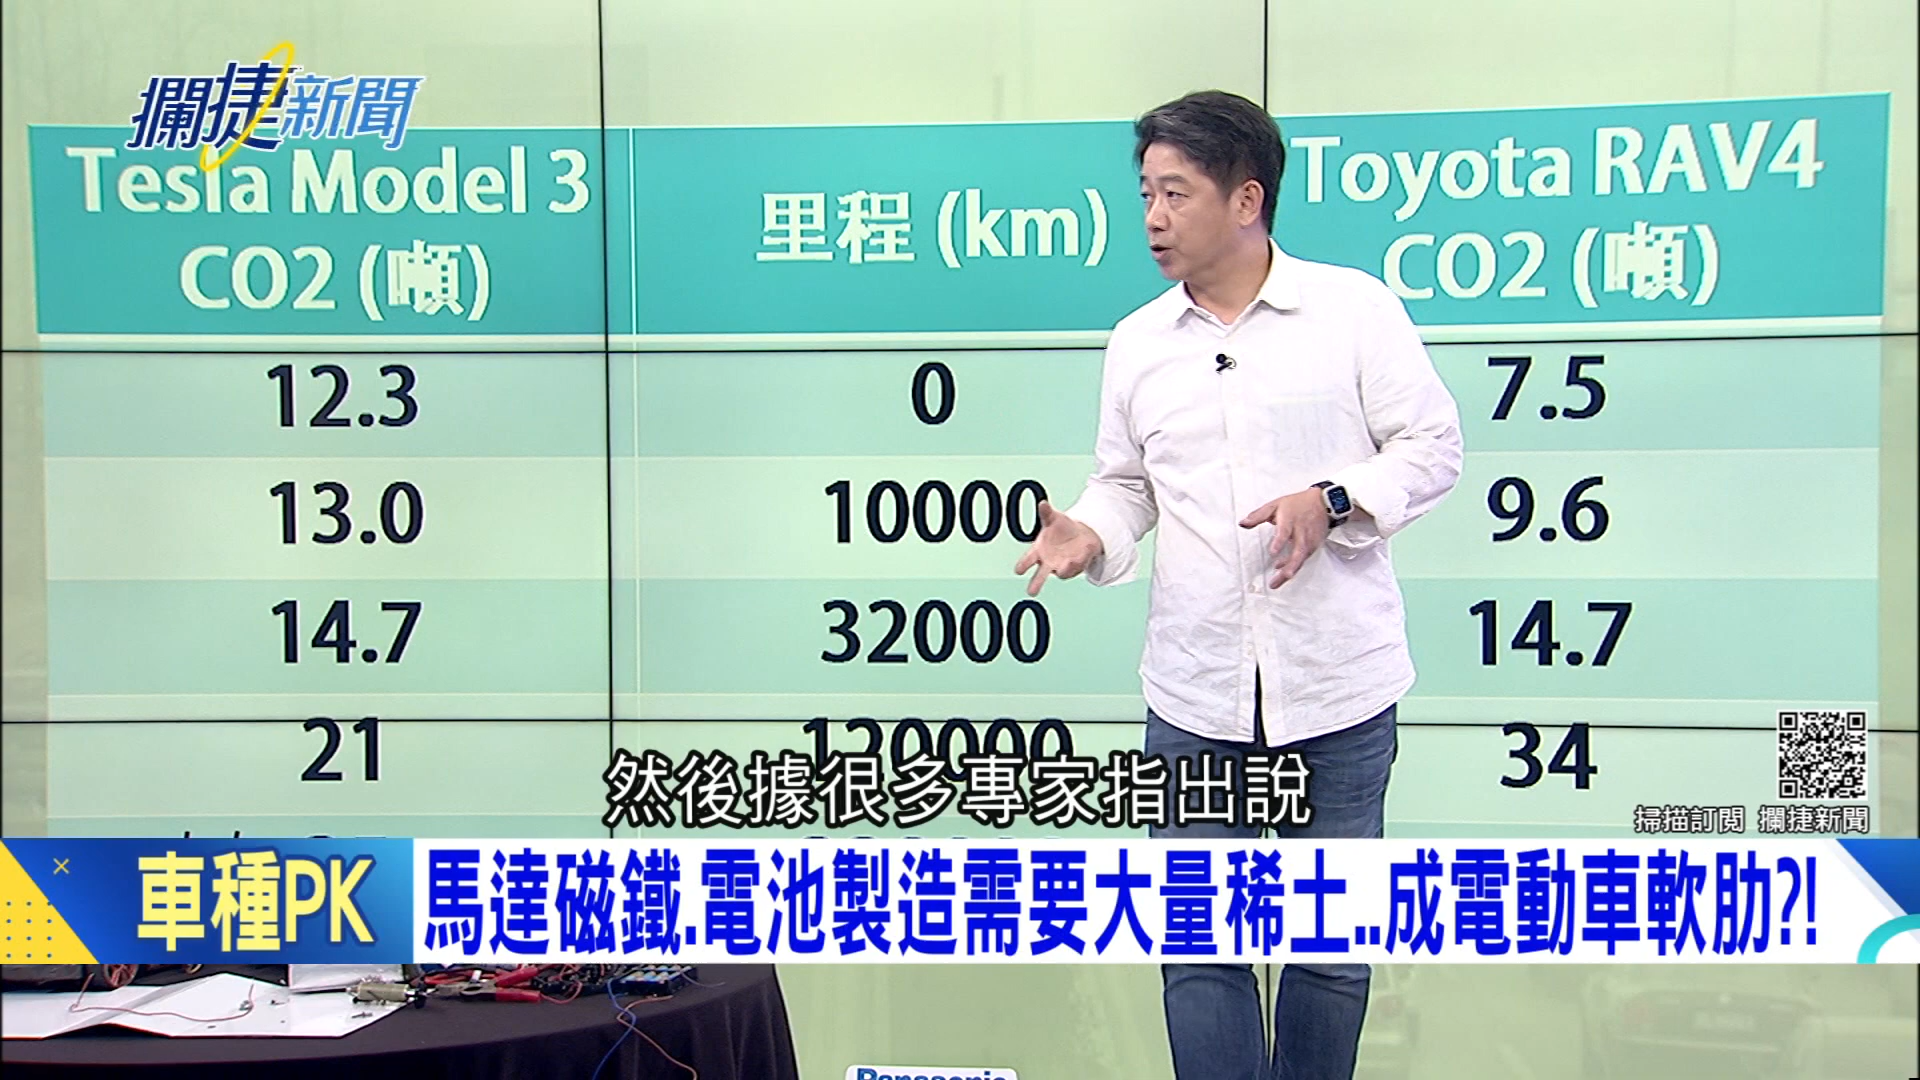 攔捷新聞
Tesla Model 3
CO2 (噸)
里程 (km)
Toyota RAV4
CO2 (噸)
12.3
0
7.5
13.0
10000
9.6
14.7
32000
14.7
21
120000
34
然後據很多專家指出說
掃描訂閱 攔捷新聞
車種PK
馬達磁鐵.電池製造需要大量稀土..成電動車軟肋?!
Panasonic